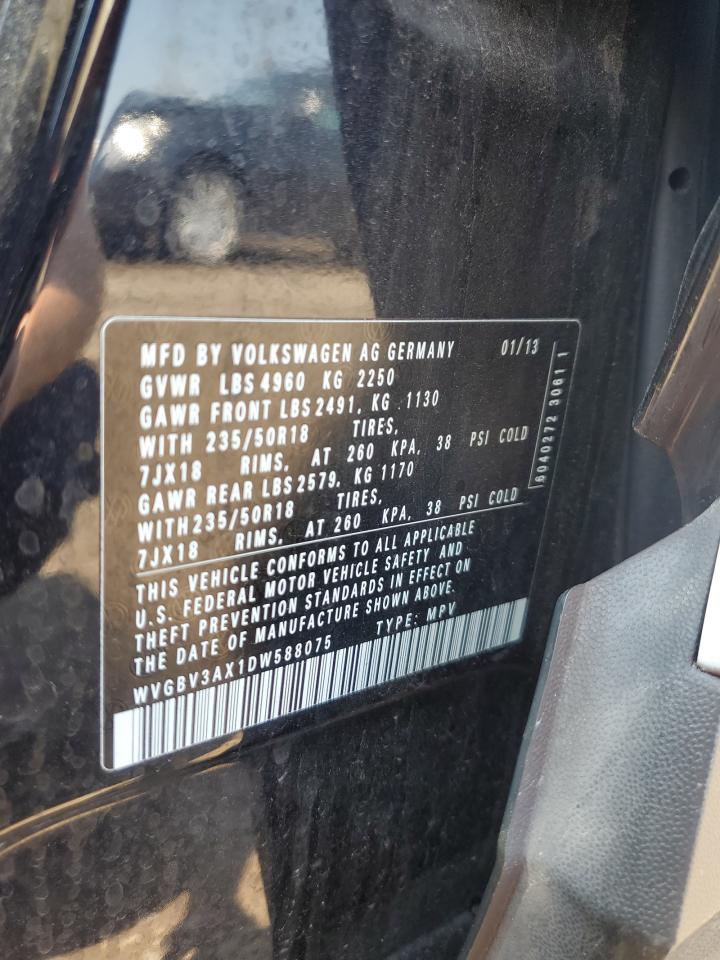 MFD BY VOLKSWAGEN AG GERMANY 01/13
GVWR LBS 4960 KG 2250
GAWR FRONT LBS 2491, KG 1130
WITH 235/50R18 TIRES,
7JX18 RIMS, AT 260 KPA, 38 PSI COLD
GAWR REAR LBS 2579, KG 1170
WITH 235/50R18 TIRES,
7JX18 RIMS, AT 260 KPA, 38 PSI COLD
THIS VEHICLE CONFORMS TO ALL APPLICABLE
U.S. FEDERAL MOTOR VEHICLE SAFETY AND
THEFT PREVENTION STANDARDS IN EFFECT ON
THE DATE OF MANUFACTURE SHOWN ABOVE.
WVGBV3AX1DW588075 TYPE: MPV
6040272 3061 1